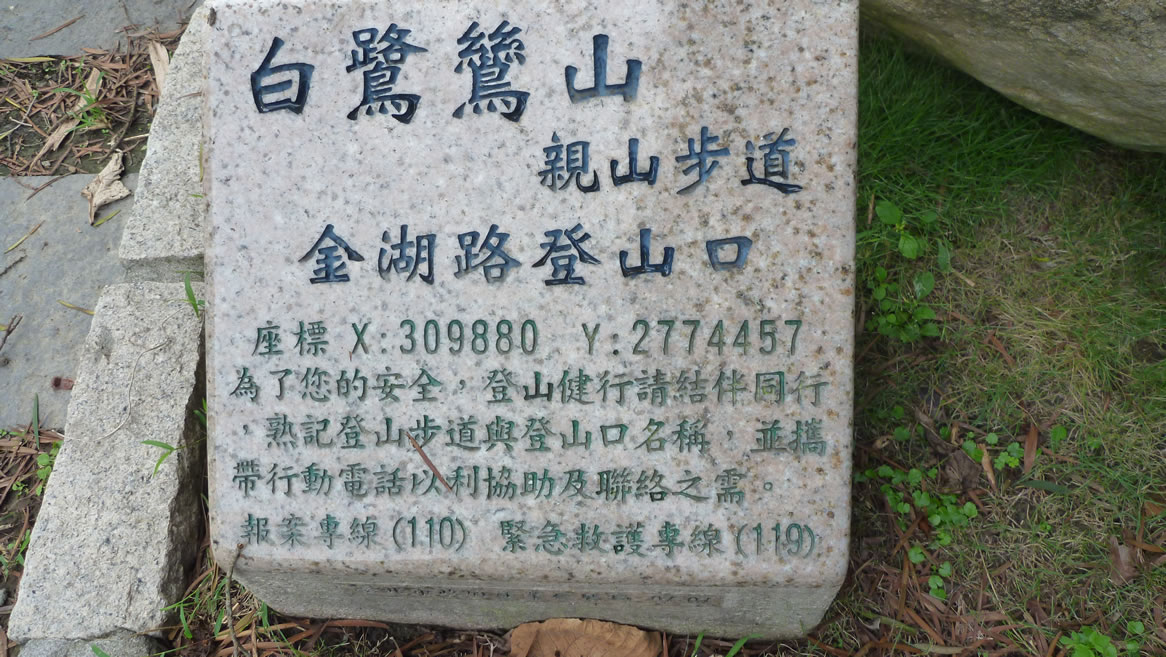 白鷺鷥山
親山步道
金湖路登山口
座標 X:309880 Y:2774457
為了您的安全，登山健行請結伴同行
，熟記登山步道與登山口名稱，並攜
帶行動電話以利協助及聯絡之需。
報案專線(110) 緊急救護專線(119)